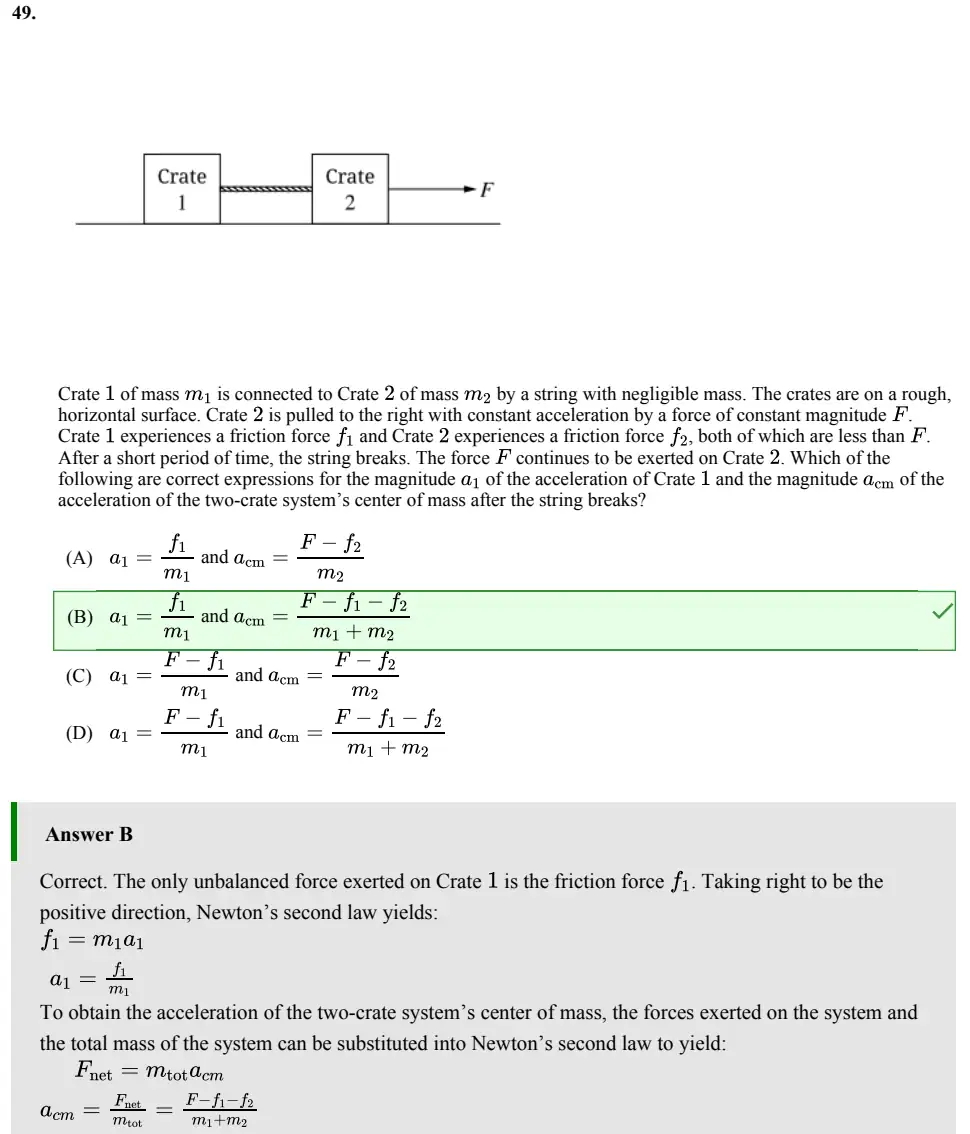 49.
Crate Crate
1 2 F
Crate 1 of mass m₁ is connected to Crate 2 of mass m₂ by a string with negligible mass. The crates are on a rough,
horizontal surface. Crate 2 is pulled to the right with constant acceleration by a force of constant magnitude F.
Crate 1 experiences a friction force f₁ and Crate 2 experiences a friction force f₂, both of which are less than F.
After a short period of time, the string breaks. The force F continues to be exerted on Crate 2. Which of the
following are correct expressions for the magnitude a₁ of the acceleration of Crate 1 and the magnitude a_cm of the
acceleration of the two-crate system's center of mass after the string breaks?
(A) a₁ = f₁/m₁ and a_cm = (F − f₂)/m₂
(B) a₁ = f₁/m₁ and a_cm = (F − f₁ − f₂)/(m₁ + m₂) ✓
(C) a₁ = (F − f₁)/m₁ and a_cm = (F − f₂)/m₂
(D) a₁ = (F − f₁)/m₁ and a_cm = (F − f₁ − f₂)/(m₁ + m₂)
Answer B
Correct. The only unbalanced force exerted on Crate 1 is the friction force f₁. Taking right to be the
positive direction, Newton's second law yields:
f₁ = m₁a₁
a₁ = f₁/m₁
To obtain the acceleration of the two-crate system's center of mass, the forces exerted on the system and
the total mass of the system can be substituted into Newton's second law to yield:
F_net = m_tot a_cm
a_cm = F_net/m_tot = (F−f₁−f₂)/(m₁+m₂)